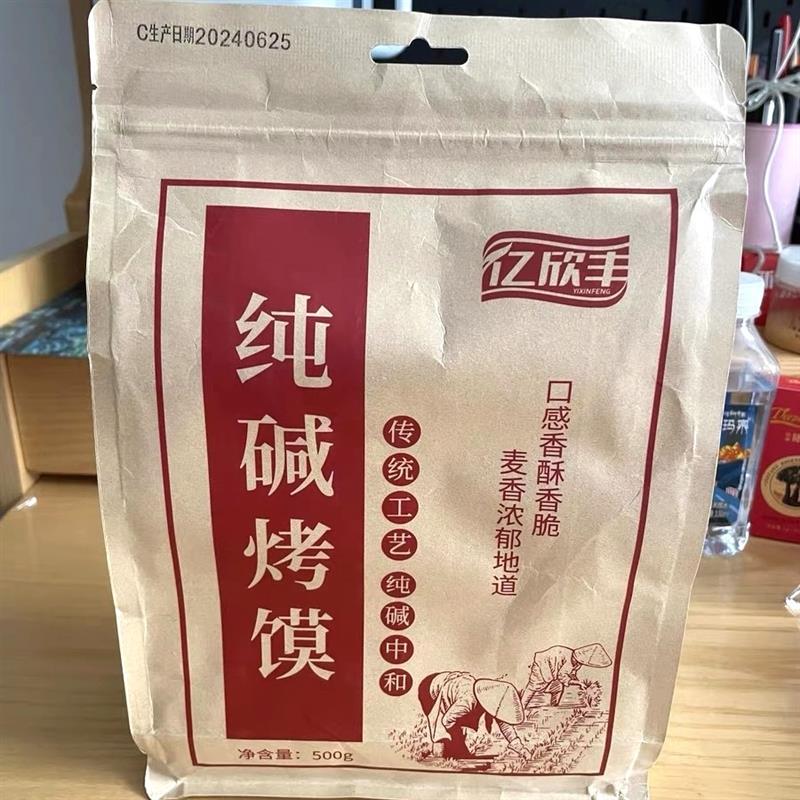 C生产日期20240625
亿欣丰
YIXINFENG
纯碱烤馍
口感香酥香脆
麦香浓郁地道
传统工艺 纯碱中和
净含量：500g